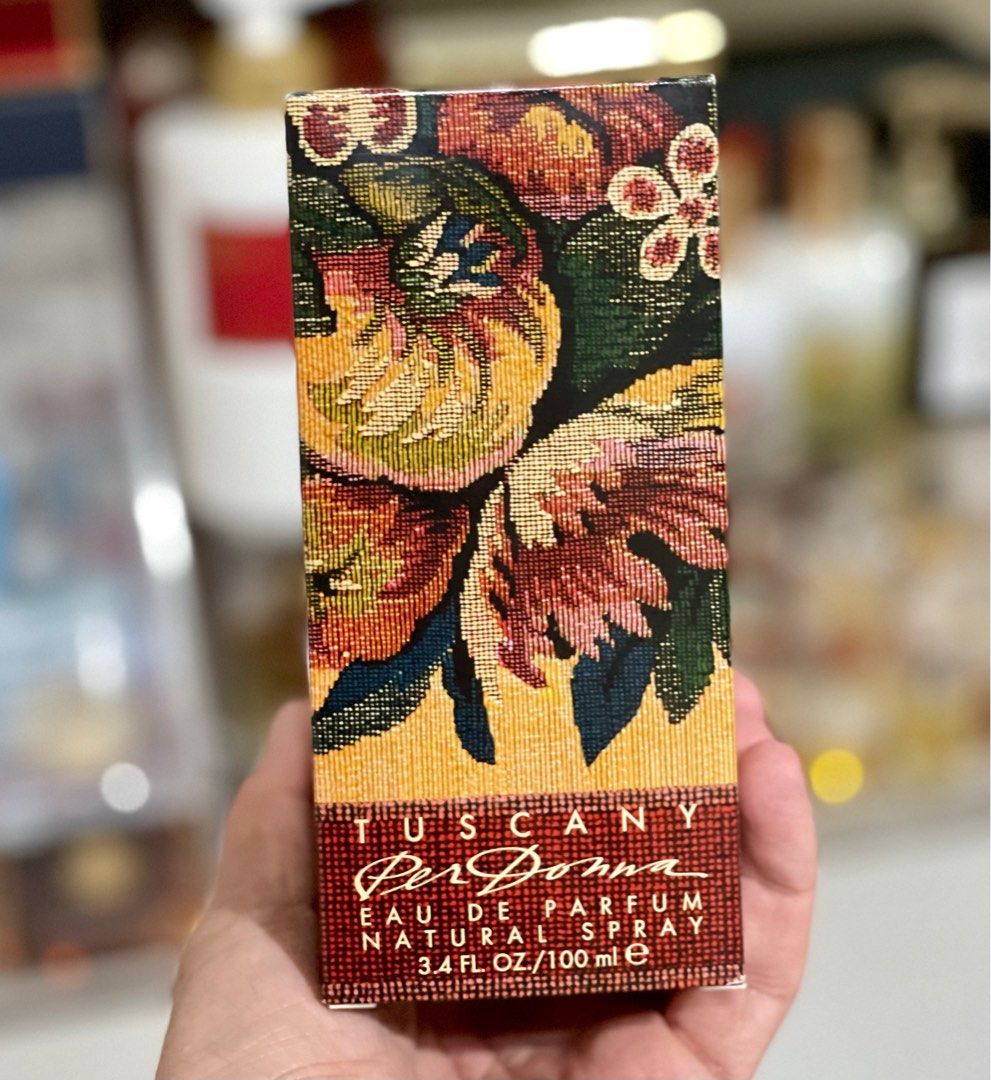 TUSCANY
Per Donna
EAU DE PARFUM
NATURAL SPRAY
3.4 FL. OZ./100 ml ℮